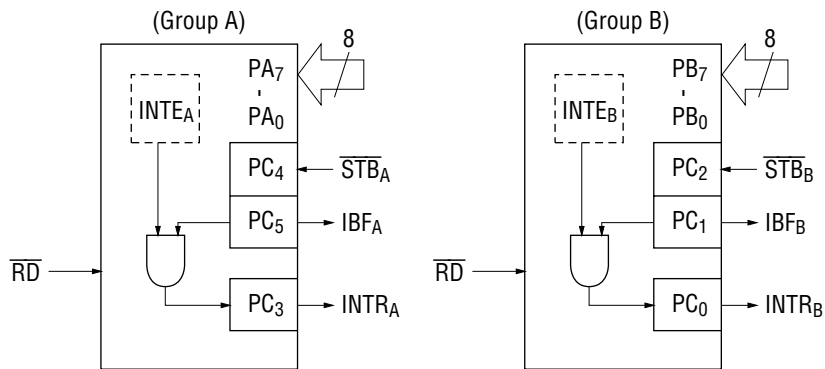 (Group A)
8
PA7
PA0
INTEA
PC4
STBA
PC5
IBFA
RD
PC3
INTRA
(Group B)
8
PB7
PB0
INTEB
PC2
STBB
PC1
IBFB
RD
PC0
INTRB